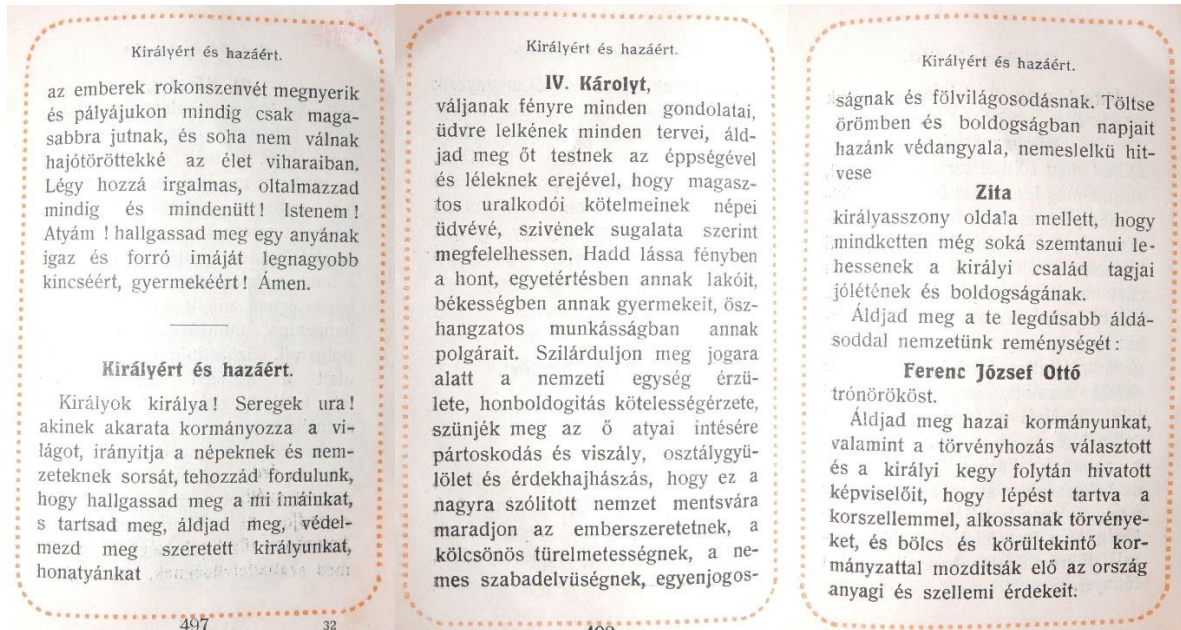 Királyért és hazáért.
az emberek rokonszenvét megnyerik
és pályájukon mindig csak maga-
sabbra jutnak, és soha nem válnak
hajótöröttekké az élet viharaiban.
Légy hozzá irgalmas, oltalmazzad
mindig és mindenütt! Istenem!
Atyám! hallgassad meg egy anyának
igaz és forró imáját legnagyobb
kincséért, gyermekéért! Ámen.
Királyért és hazáért.
Királyok királya! Seregek ura!
akinek akarata kormányozza a vi-
lágot, irányitja a népeknek és nem-
zeteknek sorsát, tehozzád fordulunk,
hogy hallgassad meg a mi imáinkat,
s tartsad meg, áldjad meg, védel-
mezd meg szeretett királyunkat,
honatyánkat
497 32
Királyért és hazáért.
IV. Károlyt,
váljanak fényre minden gondolatai,
üdvre lelkének minden tervei, áld-
jad meg őt testnek az éppségével
és léleknek erejével, hogy magasz-
tos uralkodói kötelmeinek népei
üdvévé, szivének sugalata szerint
megfelelhessen. Hadd lássa fényben
a hont, egyetértésben annak lakóit,
békességben annak gyermekeit, ösz-
hangzatos munkásságban annak
polgárait. Szilárduljon meg jogara
alatt a nemzeti egység érzü-
lete, honboldogitás kötelességérzete,
szünjék meg az ő atyai intésére
pártoskodás és viszály, osztálygyü-
lölet és érdekhajhászás, hogy ez a
nagyra szólitott nemzet mentsvára
maradjon az emberszeretetnek, a
kölcsönös türelmetességnek, a ne-
mes szabadelvüségnek, egyenjogos-
Királyért és hazáért.
ságnak és fölvilágosodásnak. Töltse
örömben és boldogságban napjait
hazánk védangyala, nemeslelkü hit-
vese
Zita
királyasszony oldala mellett, hogy
mindketten még soká szemtanui le-
hessenek a királyi család tagjai
jólétének és boldogságának.
Áldjad meg a te legdúsabb áldá-
soddal nemzetünk reménységét:
Ferenc József Ottó
trónörököst.
Áldjad meg hazai kormányunkat,
valamint a törvényhozás választott
és a királyi kegy folytán hivatott
képviselőit, hogy lépést tartva a
korszellemmel, alkossanak törvénye-
ket, és bölcs és körültekintő kor-
mányzattal mozditsák elő az ország
anyagi és szellemi érdekeit.